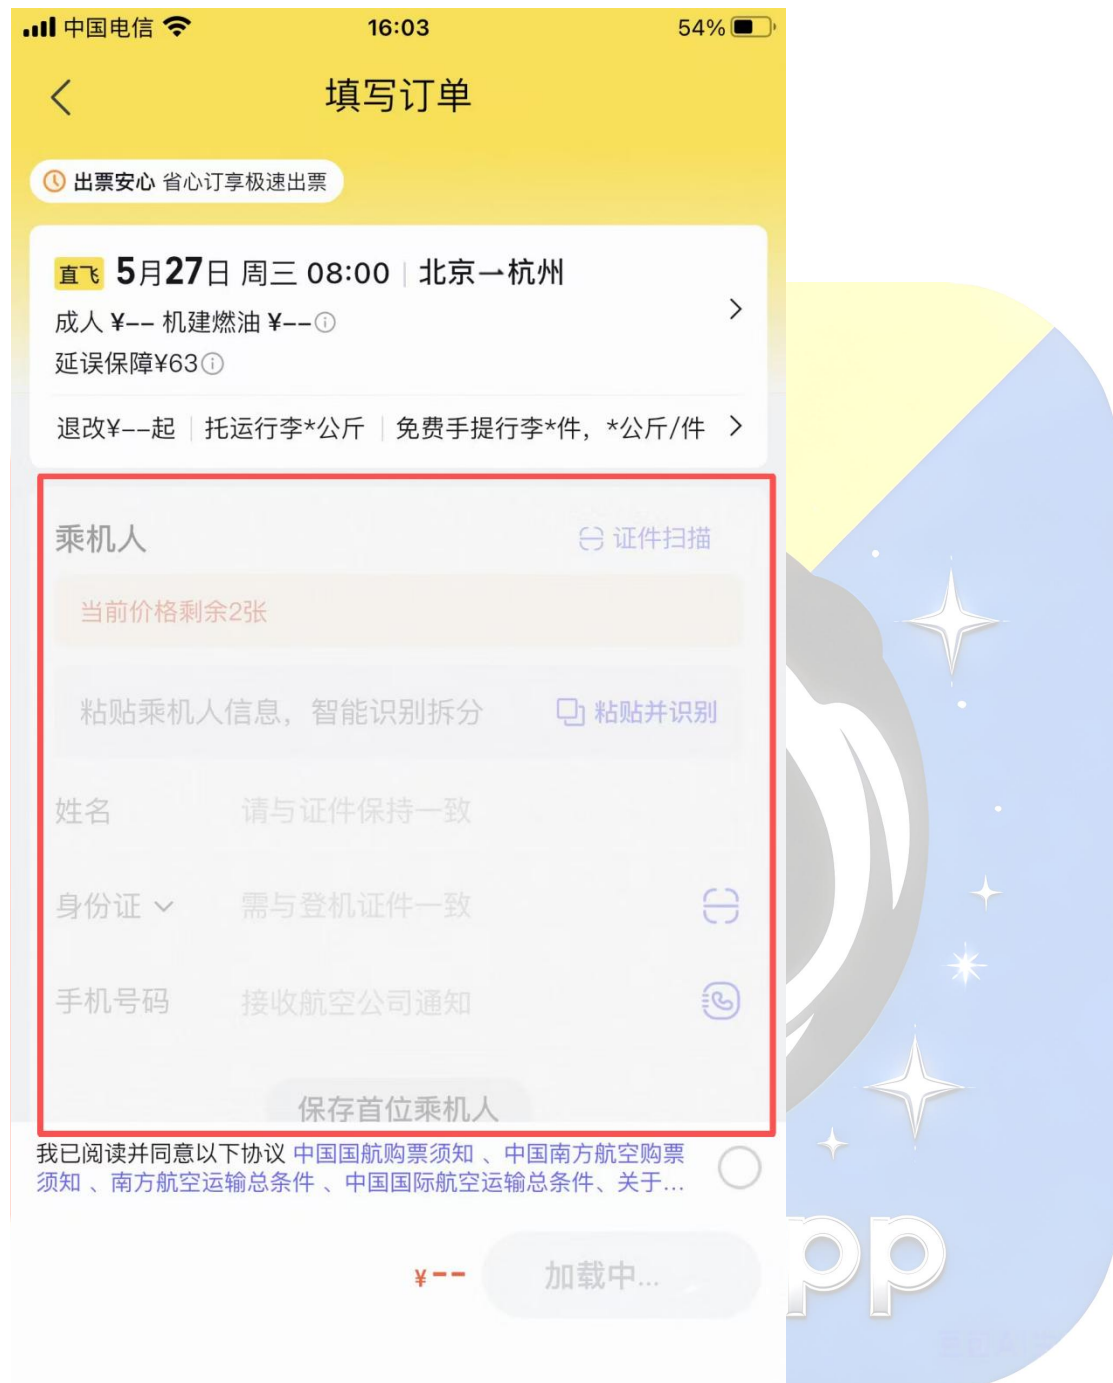 中国电信 16:03 54%
填写订单
出票安心 省心订享极速出票
直飞 5月27日 周三 08:00 北京⇀杭州
成人 ¥-- 机建燃油 ¥--
延误保障¥63
退改¥--起 托运行李*公斤 免费手提行李*件，*公斤/件
乘机人 证件扫描
当前价格剩余2张
粘贴乘机人信息，智能识别拆分 粘贴并识别
姓名 请与证件保持一致
身份证 需与登机证件一致
手机号码 接收航空公司通知
保存首位乘机人
我已阅读并同意以下协议 中国国航购票须知 、中国南方航空购票
须知 、南方航空运输总条件 、中国国际航空运输总条件、关于...
¥-- 加载中...
pp